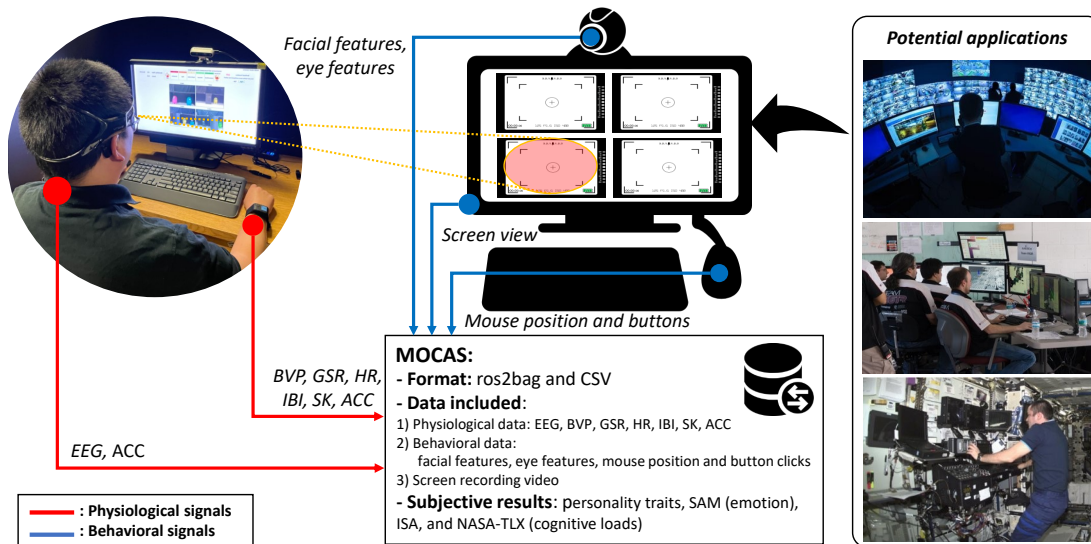 Facial features,
eye features
Potential applications
Screen view
Mouse position and buttons
BVP, GSR, HR,
IBI, SK, ACC
EEG, ACC
MOCAS:
- Format: ros2bag and CSV
- Data included:
1) Physiological data: EEG, BVP, GSR, HR, IBI, SK, ACC
2) Behavioral data:
facial features, eye features, mouse position and button clicks
3) Screen recording video
- Subjective results: personality traits, SAM (emotion),
ISA, and NASA-TLX (cognitive loads)
: Physiological signals
: Behavioral signals